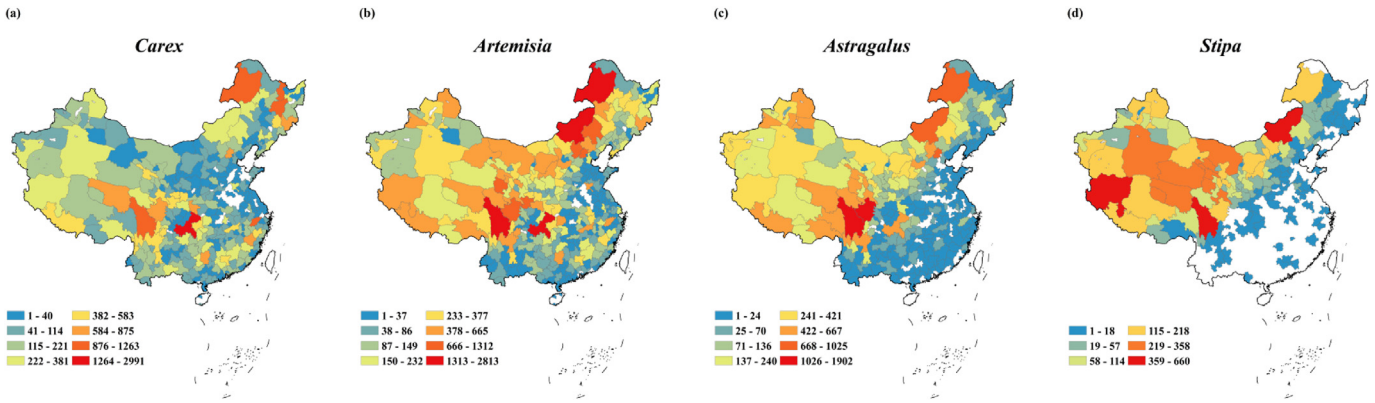 (a)
Carex
1 - 40
41 - 114
115 - 221
222 - 381
382 - 583
584 - 875
876 - 1263
1264 - 2991
(b)
Artemisia
1 - 37
38 - 86
87 - 149
150 - 232
233 - 377
378 - 665
666 - 1312
1313 - 2813
(c)
Astragalus
1 - 24
25 - 70
71 - 136
137 - 240
241 - 421
422 - 667
668 - 1025
1026 - 1902
(d)
Stipa
1 - 18
19 - 57
58 - 114
115 - 218
219 - 358
359 - 660